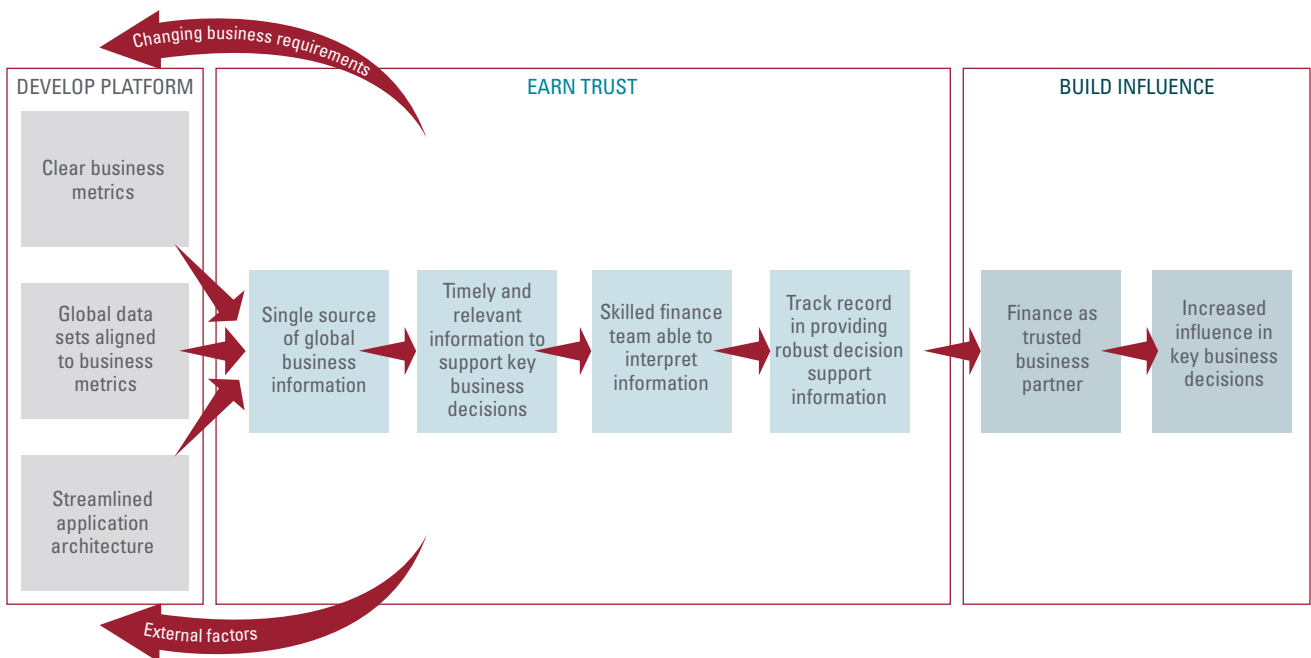 Changing business requirements
DEVELOP PLATFORM
EARN TRUST
BUILD INFLUENCE
Clear business
metrics
Global data
sets aligned
to business
metrics
Streamlined
application
architecture
Single source
of global
business
information
Timely and
relevant
information to
support key
business
decisions
Skilled finance
team able to
interpret
information
Track record
in providing
robust decision
support
information
Finance as
trusted
business
partner
Increased
influence in
key business
decisions
External factors